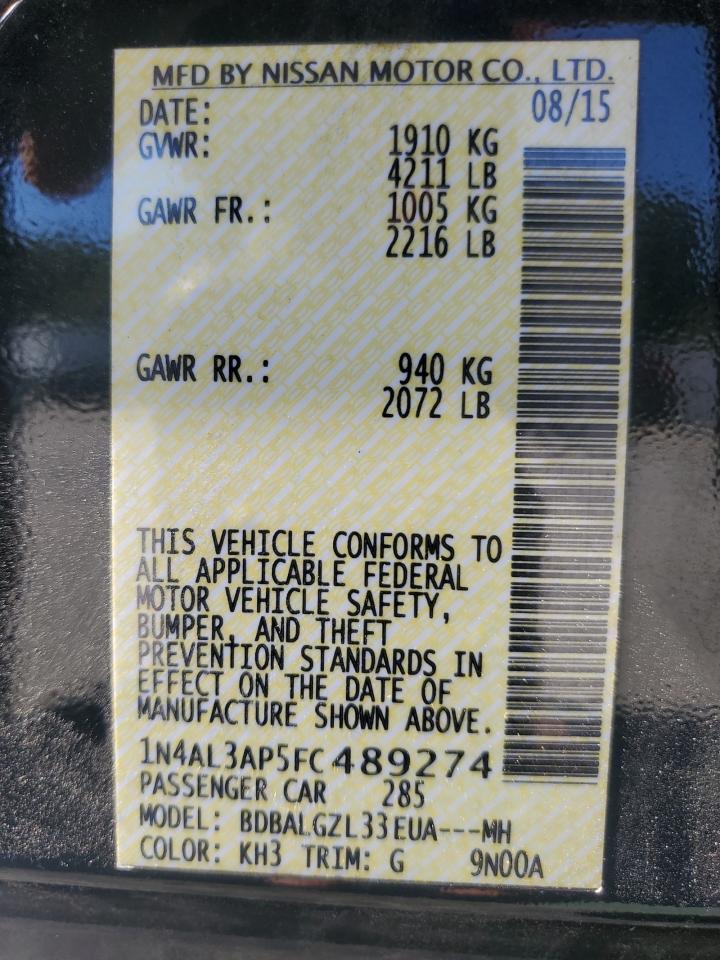 MFD BY NISSAN MOTOR CO., LTD.
DATE: 08/15
GVWR: 1910 KG
4211 LB
GAWR FR.: 1005 KG
2216 LB
GAWR RR.: 940 KG
2072 LB
THIS VEHICLE CONFORMS TO
ALL APPLICABLE FEDERAL
MOTOR VEHICLE SAFETY,
BUMPER, AND THEFT
PREVENTION STANDARDS IN
EFFECT ON THE DATE OF
MANUFACTURE SHOWN ABOVE.
1N4AL3AP5FC489274
PASSENGER CAR 285
MODEL: BDBALGZL33EUA---MH
COLOR: KH3 TRIM: G 9N00A